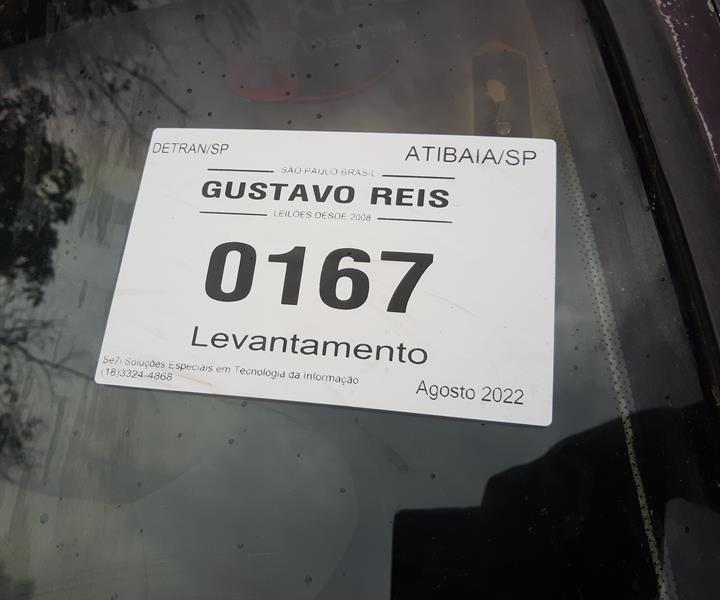 DETRAN/SP
ATIBAIA/SP
SÃO PAULO BRASIL
GUSTAVO REIS
LEILÕES DESDE 2008
0167
Levantamento
Se7i Soluções Especiais em Tecnologia da Informação
(18)3324-4868
Agosto 2022